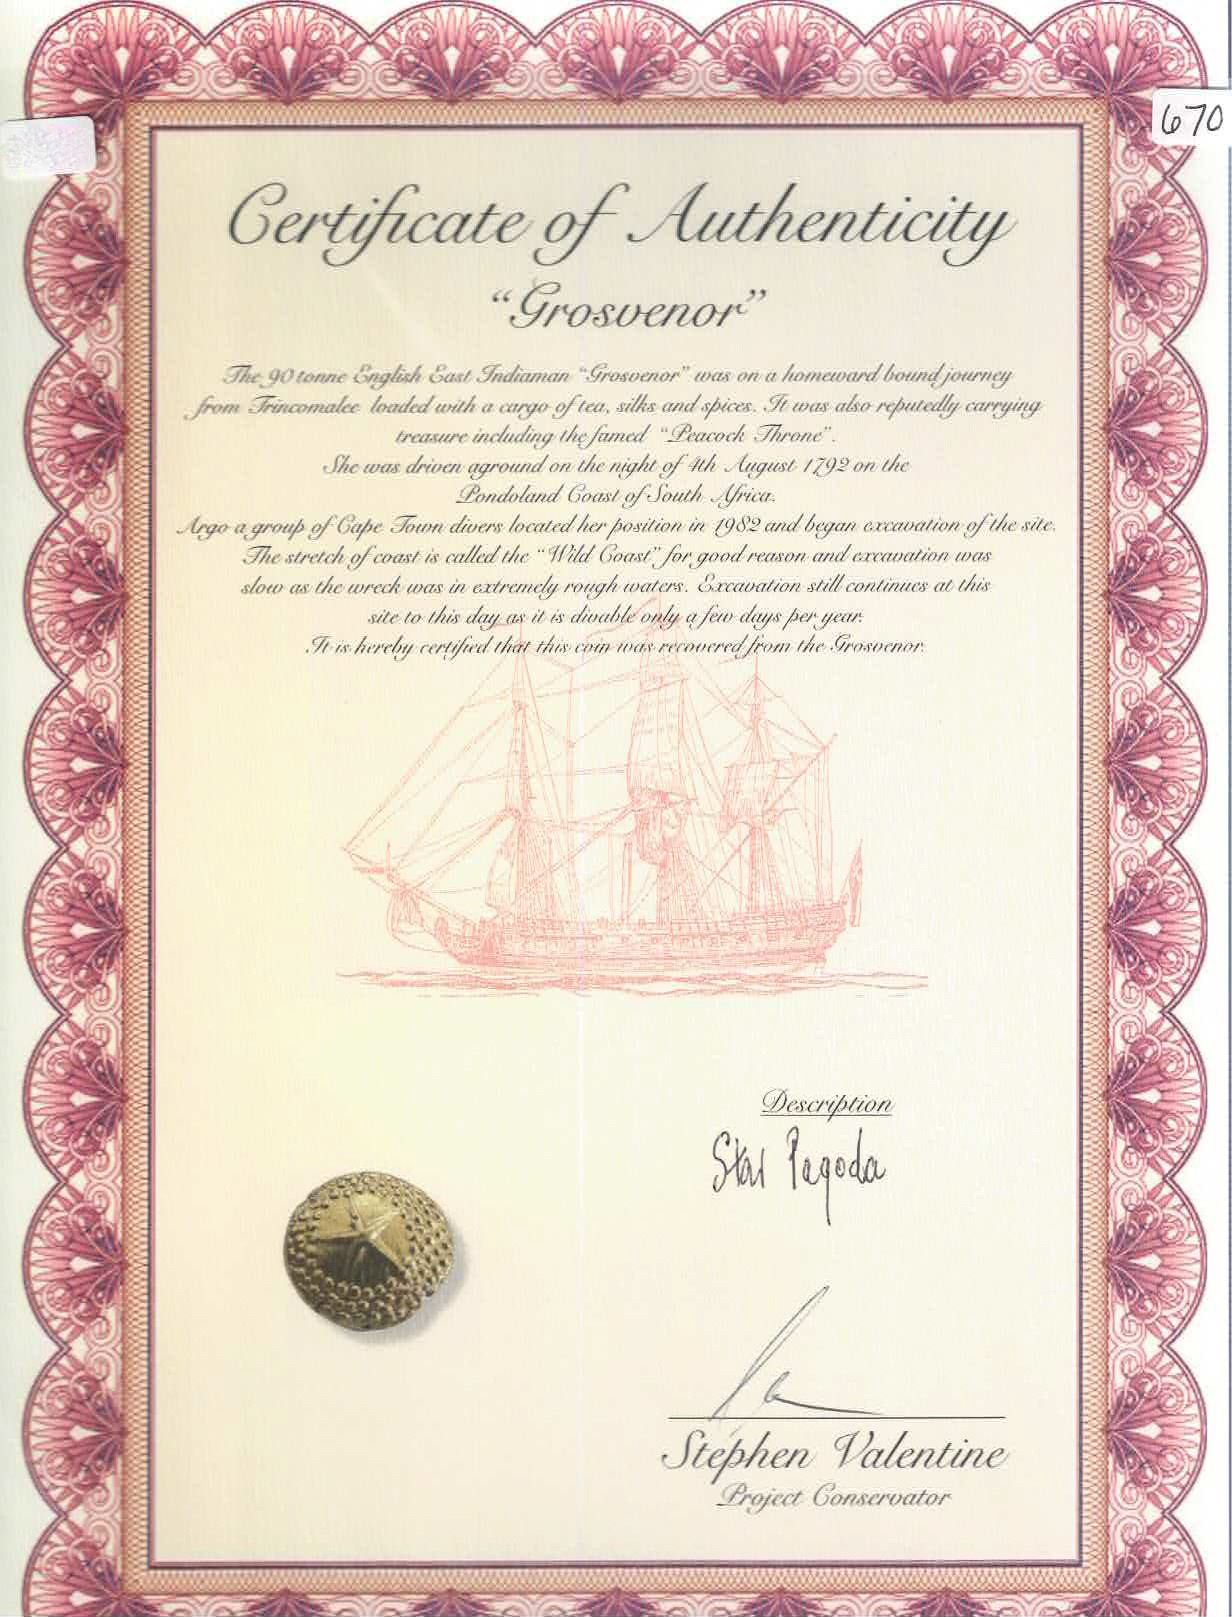 670
Certificate of Authenticity
“Grosvenor”
The 90 tonne English East Indiaman “Grosvenor” was on a homeward bound journey
from Trincomalee loaded with a cargo of tea, silks and spices. It was also reputedly carrying
treasure including the famed “Peacock Throne”.
She was driven aground on the night of 4th August 1792 on the
Pondoland Coast of South Africa.
Argo a group of Cape Town divers located her position in 1982 and began excavation of the site.
The stretch of coast is called the “Wild Coast” for good reason and excavation was
slow as the wreck was in extremely rough waters. Excavation still continues at this
site to this day as it is divable only a few days per year.
It is hereby certified that this coin was recovered from the Grosvenor.
Description
Star Pagoda
Stephen Valentine
Project Conservator